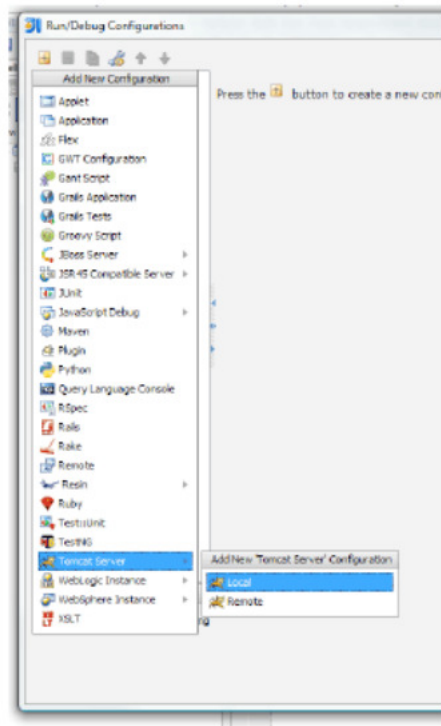 Run/Debug Configurations
Add New Configuration
Press the button to create a new con
Applet
Application
Flex
GWT Configuration
Gant Script
Grails Application
Grails Tests
Groovy Script
JBoss Server
JSR45 Compatible Server
JUnit
JavaScript Debug
Maven
Plugin
Python
Query Language Console
RSpec
Rails
Rake
Remote
Resin
Ruby
Test::Unit
TestNG
Tomcat Server
Add New 'Tomcat Server' Configuration
WebLogic Instance
Local
WebSphere Instance
Remote
XSLT